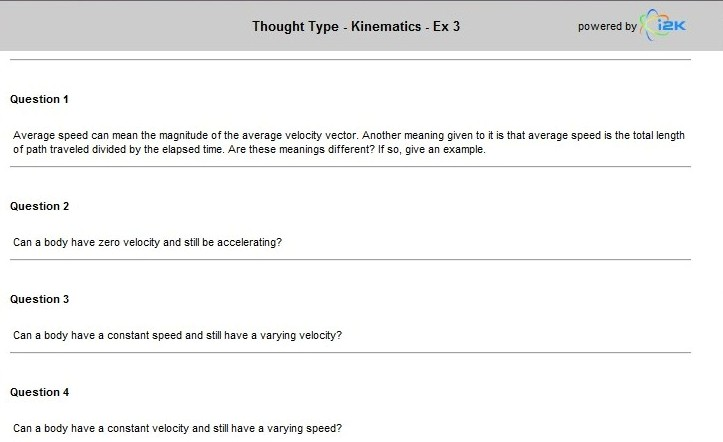 Thought Type - Kinematics - Ex 3
powered by i2K
Question 1
Average speed can mean the magnitude of the average velocity vector. Another meaning given to it is that average speed is the total length
of path traveled divided by the elapsed time. Are these meanings different? If so, give an example.
Question 2
Can a body have zero velocity and still be accelerating?
Question 3
Can a body have a constant speed and still have a varying velocity?
Question 4
Can a body have a constant velocity and still have a varying speed?